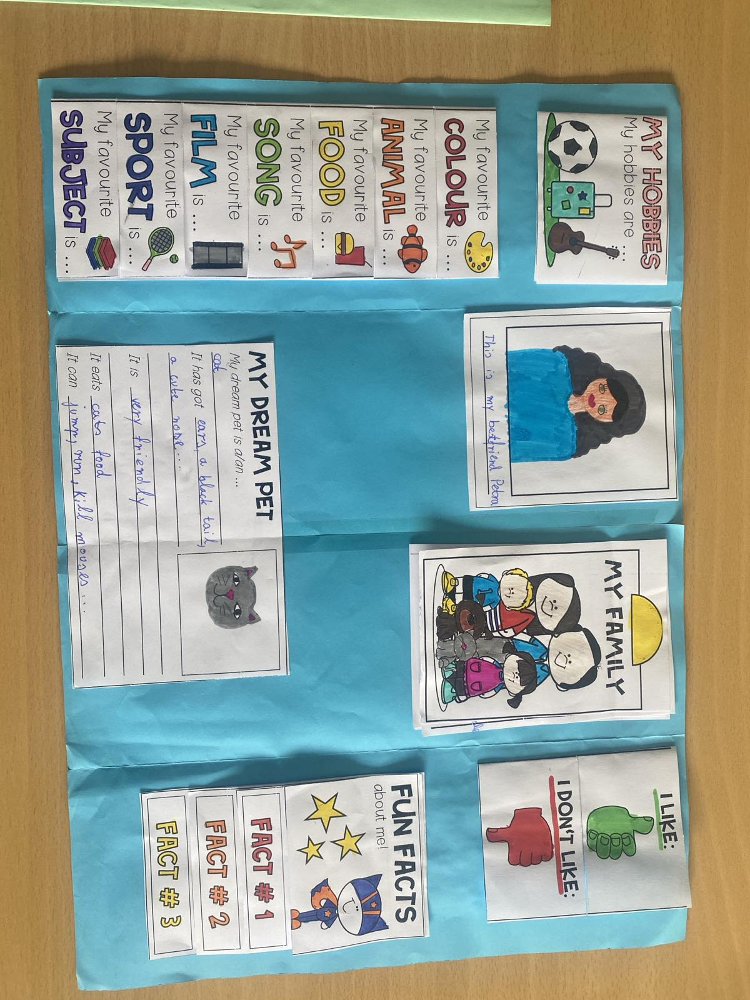 MY HOBBIES
My hobbies are ...
My favourite
COLOUR is ...
My favourite
ANIMAL is ...
My favourite
FOOD is ...
My favourite
SONG is ...
My favourite
FILM is ...
My favourite
SPORT is ...
My favourite
SUBJECT is ...
This is my bestfriend Petra
MY DREAM PET
My dream pet is a/an ...
cat
It has got ears, a black tail,
a cute nose....
It is very friendly
It eats cats food
It can jump, run, kill mouses ...
MY FAMILY
I LIKE:
I DON'T LIKE:
FUN FACTS
about me!
FACT # 1
FACT # 2
FACT # 3